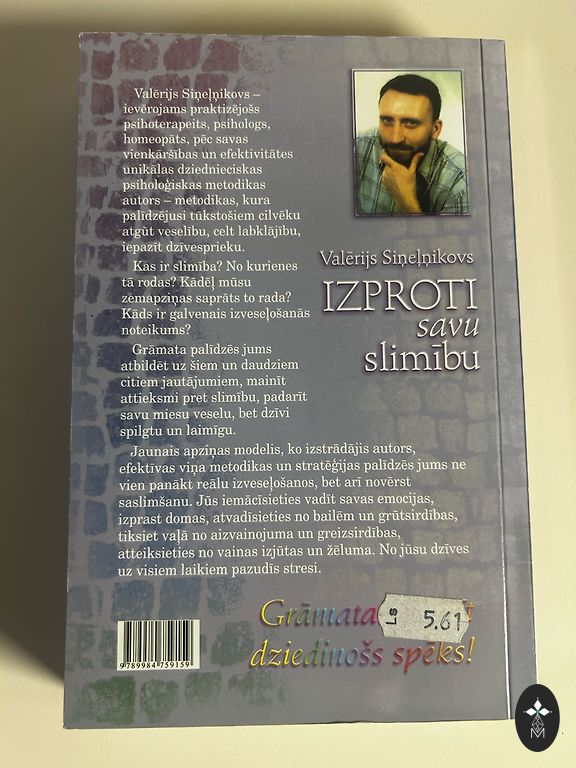 Valērijs Siņeļņikovs –
ievērojams praktizējošs
psihoterapeits, psihologs,
homeopāts, pēc savas
vienkāršības un efektivitātes
unikālas dziednieciskas
psiholoģiskas metodikas
autors – metodikas, kura
palīdzējusi tūkstošiem cilvēku
atgūt veselību, celt labklājību,
iepazīt dzīvesprieku.
Kas ir slimība? No kurienes
tā rodas? Kādēļ mūsu
zemapziņas saprāts to rada?
Kāds ir galvenais izveseļošanās
noteikums?
Grāmata palīdzēs jums
atbildēt uz šiem un daudziem
citiem jautājumiem, mainīt
attieksmi pret slimību, padarīt
savu miesu veselu, bet dzīvi
spilgtu un laimīgu.
Jaunais apziņas modelis, ko izstrādājis autors,
efektīvas viņa metodikas un stratēģijas palīdzēs jums ne
vien panākt reālu izveseļošanos, bet arī novērst
saslimšanu. Jūs iemācīsieties vadīt savas emocijas,
izprast domas, atvadīsieties no bailēm un grūtsirdības,
tiksiet vaļā no aizvainojuma un greizsirdības,
atteiksieties no vainas izjūtas un žēluma. No jūsu dzīves
uz visiem laikiem pazudīs stresi.
Valērijs Siņeļņikovs
IZPROTI
savu
slimību
Grāmata
Ls 5.61
dziedinošs spēks!
9 789984 759159
M